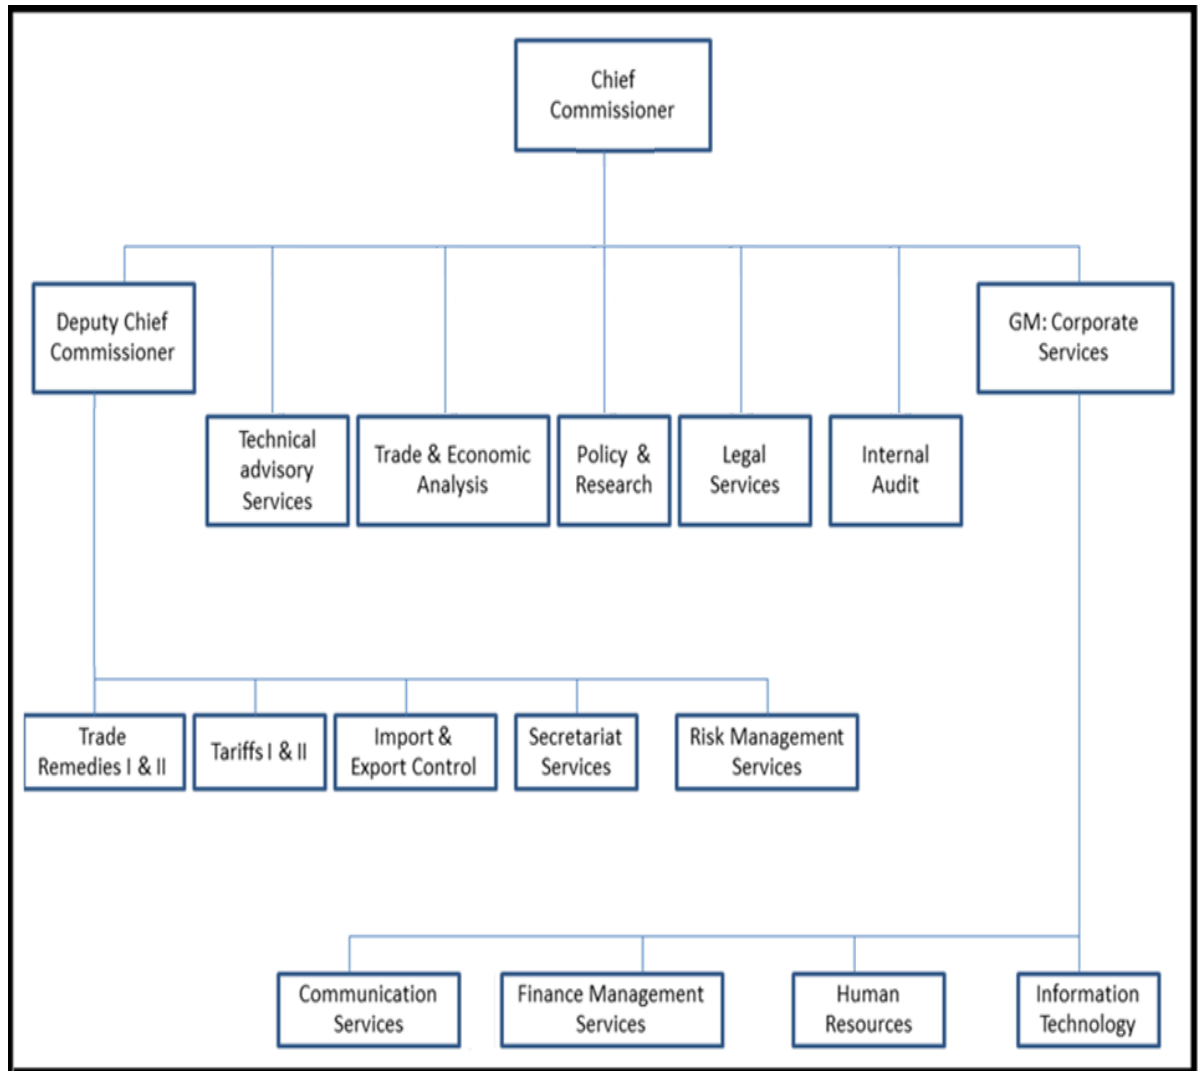 Chief
Commissioner
Deputy Chief
Commissioner
GM: Corporate
Services
Technical
advisory
Services
Trade & Economic
Analysis
Policy &
Research
Legal
Services
Internal
Audit
Trade
Remedies I & II
Tariffs I & II
Import &
Export Control
Secretariat
Services
Risk Management
Services
Communication
Services
Finance Management
Services
Human
Resources
Information
Technology